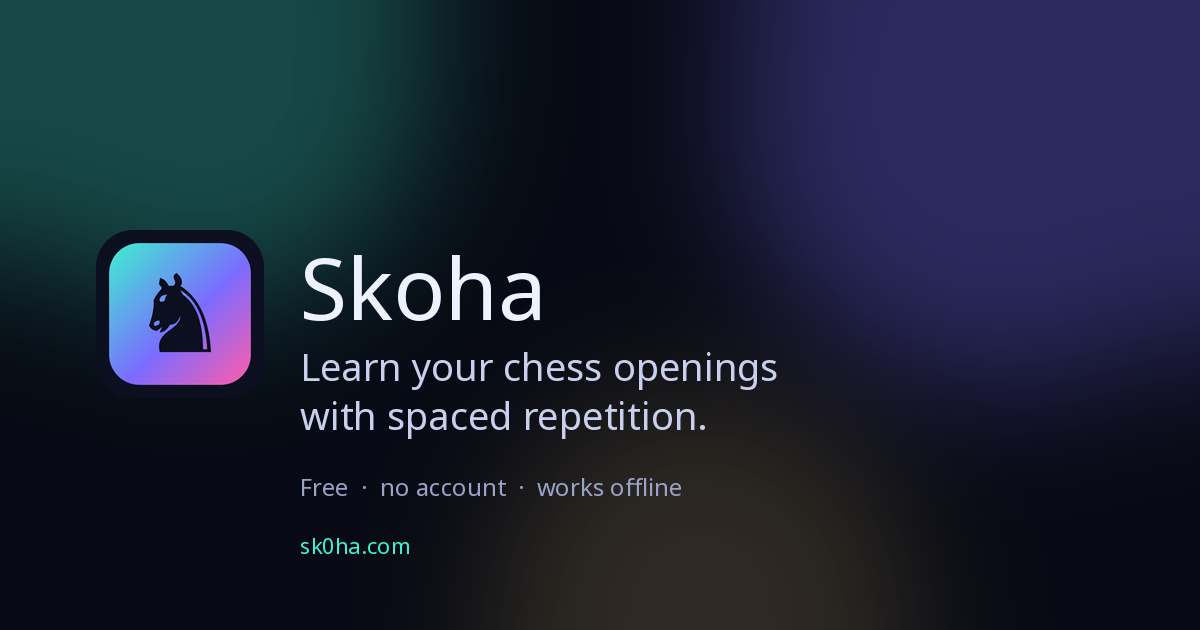 Skoha
Learn your chess openings
with spaced repetition.
Free · no account · works offline
sk0ha.com